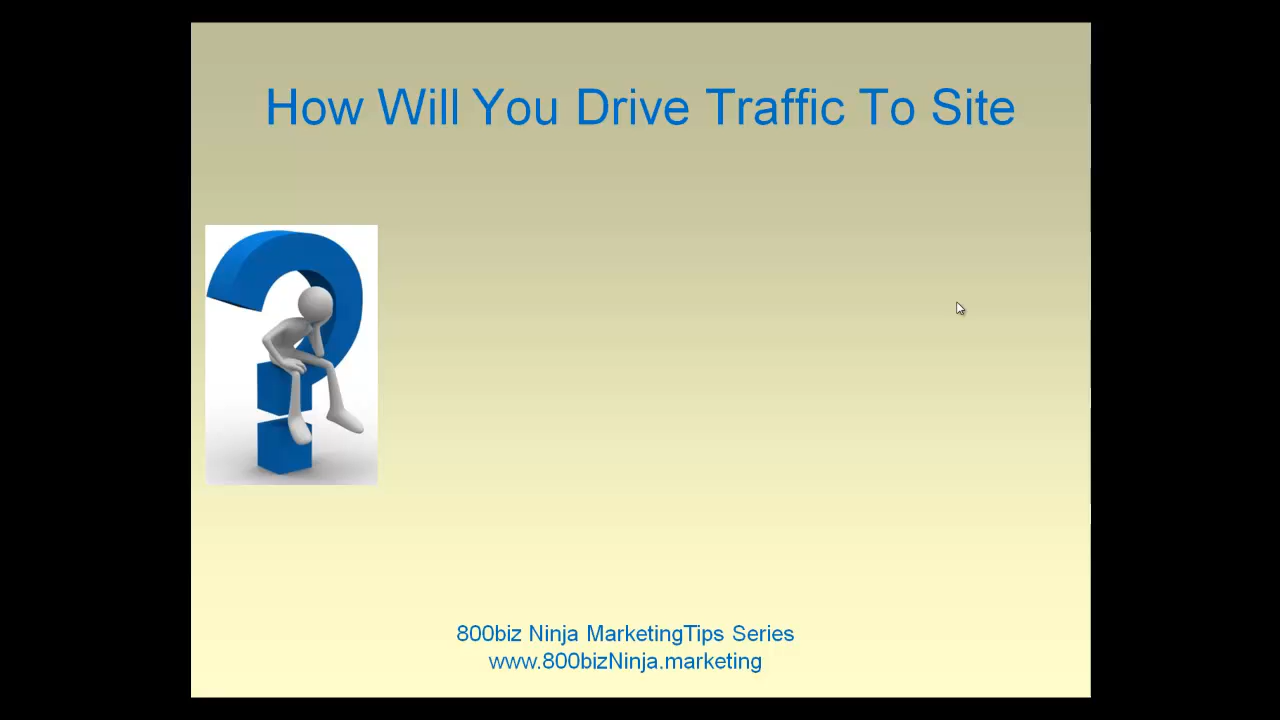 How Will You Drive Traffic To Site
800biz Ninja MarketingTips Series
www.800bizNinja.marketing